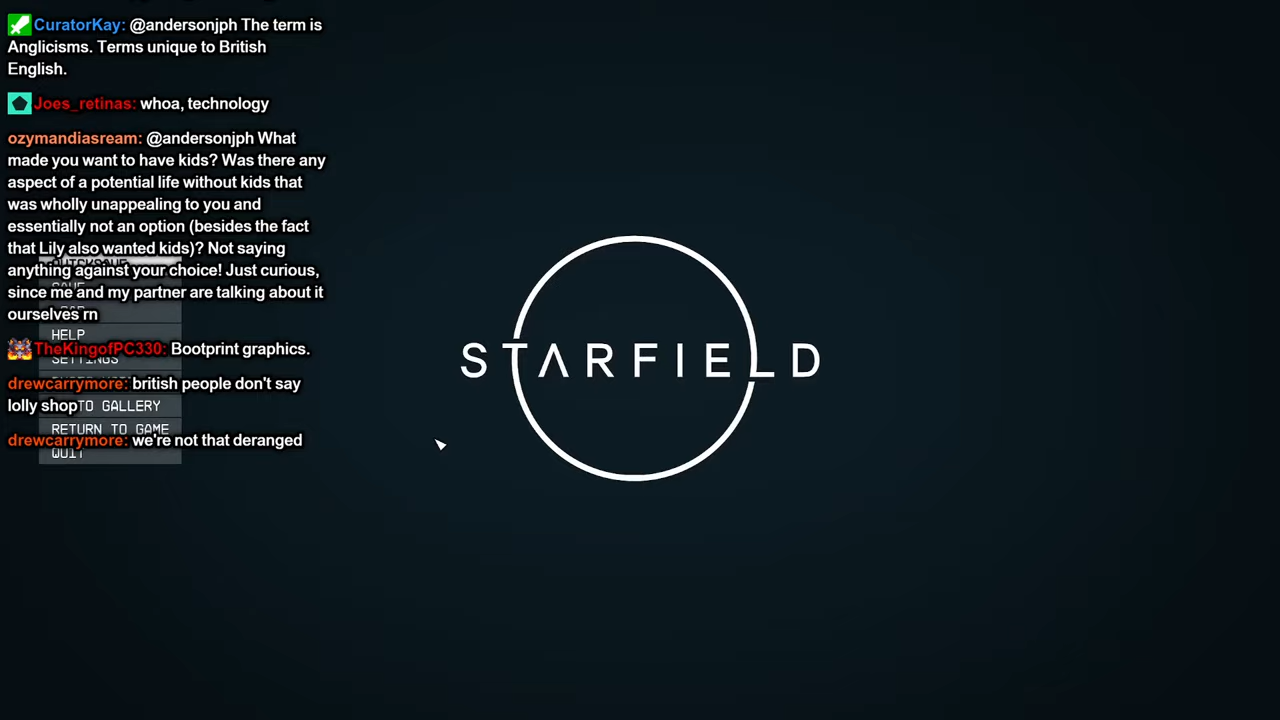 CuratorKay: @andersonjph The term is
Anglicisms. Terms unique to British
English.
Joes_retinas: whoa, technology
ozymandiasream: @andersonjph What
made you want to have kids? Was there any
aspect of a potential life without kids that
was wholly unappealing to you and
essentially not an option (besides the fact
that Lily also wanted kids)? Not saying
anything against your choice! Just curious,
since me and my partner are talking about it
ourselves rn
HELP
TheKingofPC330: Bootprint graphics.
SETTINGS
drewcarrymore: british people don't say
lolly shop
TO GALLERY
RETURN TO GAME
drewcarrymore: we're not that deranged
QUIT
STARFIELD